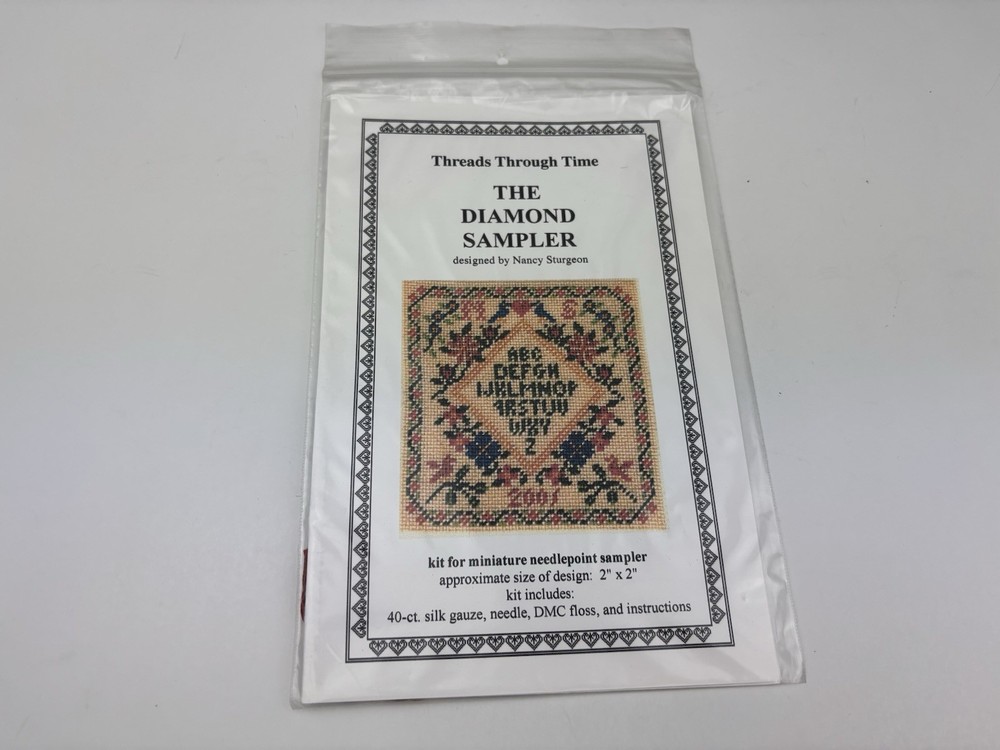 Threads Through Time
THE
DIAMOND
SAMPLER
designed by Nancy Sturgeon
ABC
DEFGH
IJKLMNOP
QRSTUV
WXY
Z
2001
kit for miniature needlepoint sampler
approximate size of design: 2" x 2"
kit includes:
40-ct. silk gauze, needle, DMC floss, and instructions